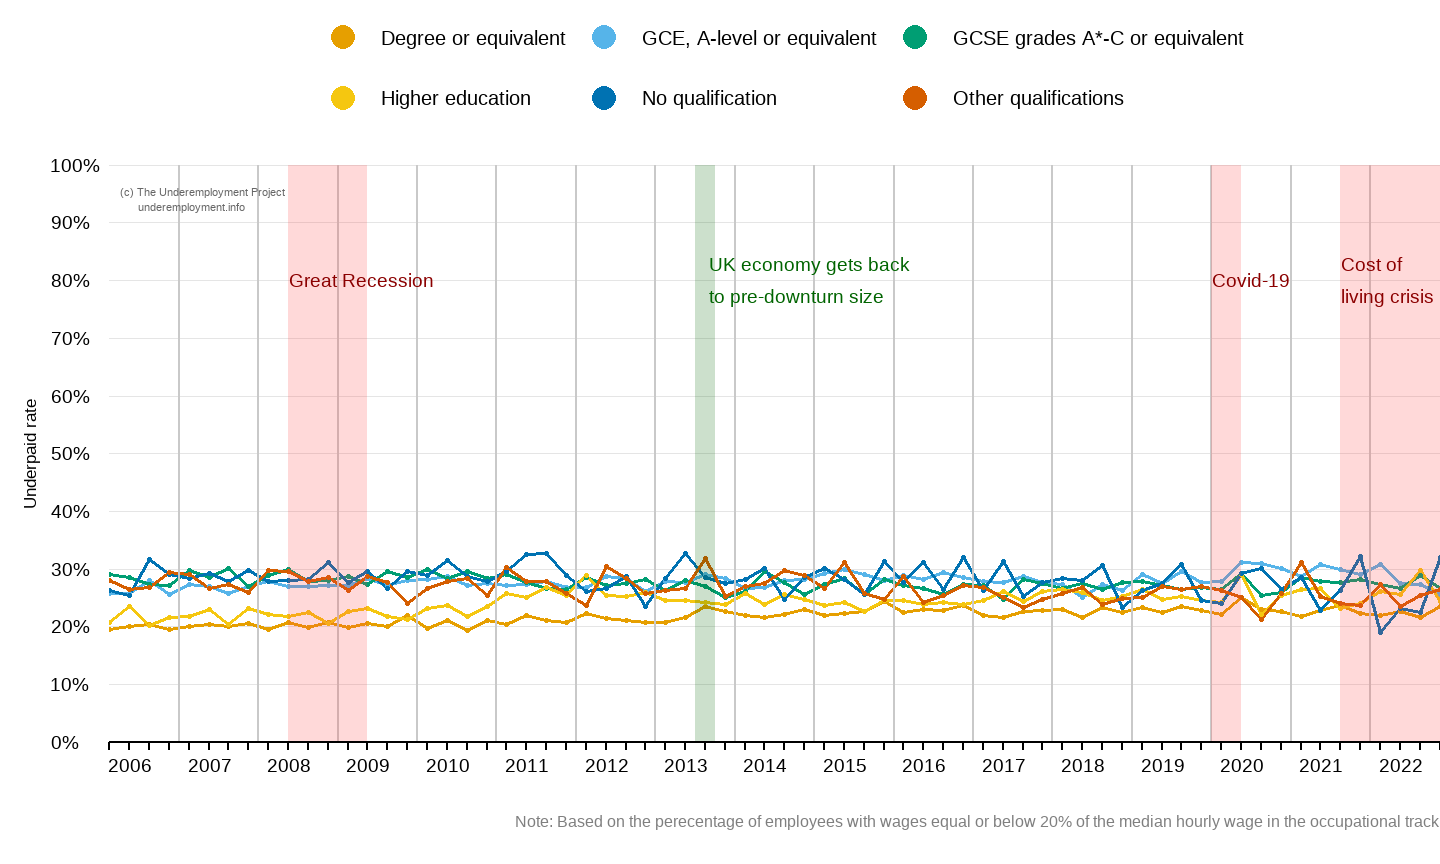 Degree or equivalent GCE, A-level or equivalent GCSE grades A*-C or equivalent
Higher education No qualification Other qualifications
100%
(c) The Underemployment Project
underemployment.info
90%
UK economy gets back
to pre-downturn size
Cost of
living crisis
80%
Great Recession
Covid-19
70%
60%
50%
40%
30%
20%
10%
0%
Underpaid rate
2006 2007 2008 2009 2010 2011 2012 2013 2014 2015 2016 2017 2018 2019 2020 2021 2022
Note: Based on the perecentage of employees with wages equal or below 20% of the median hourly wage in the occupational track